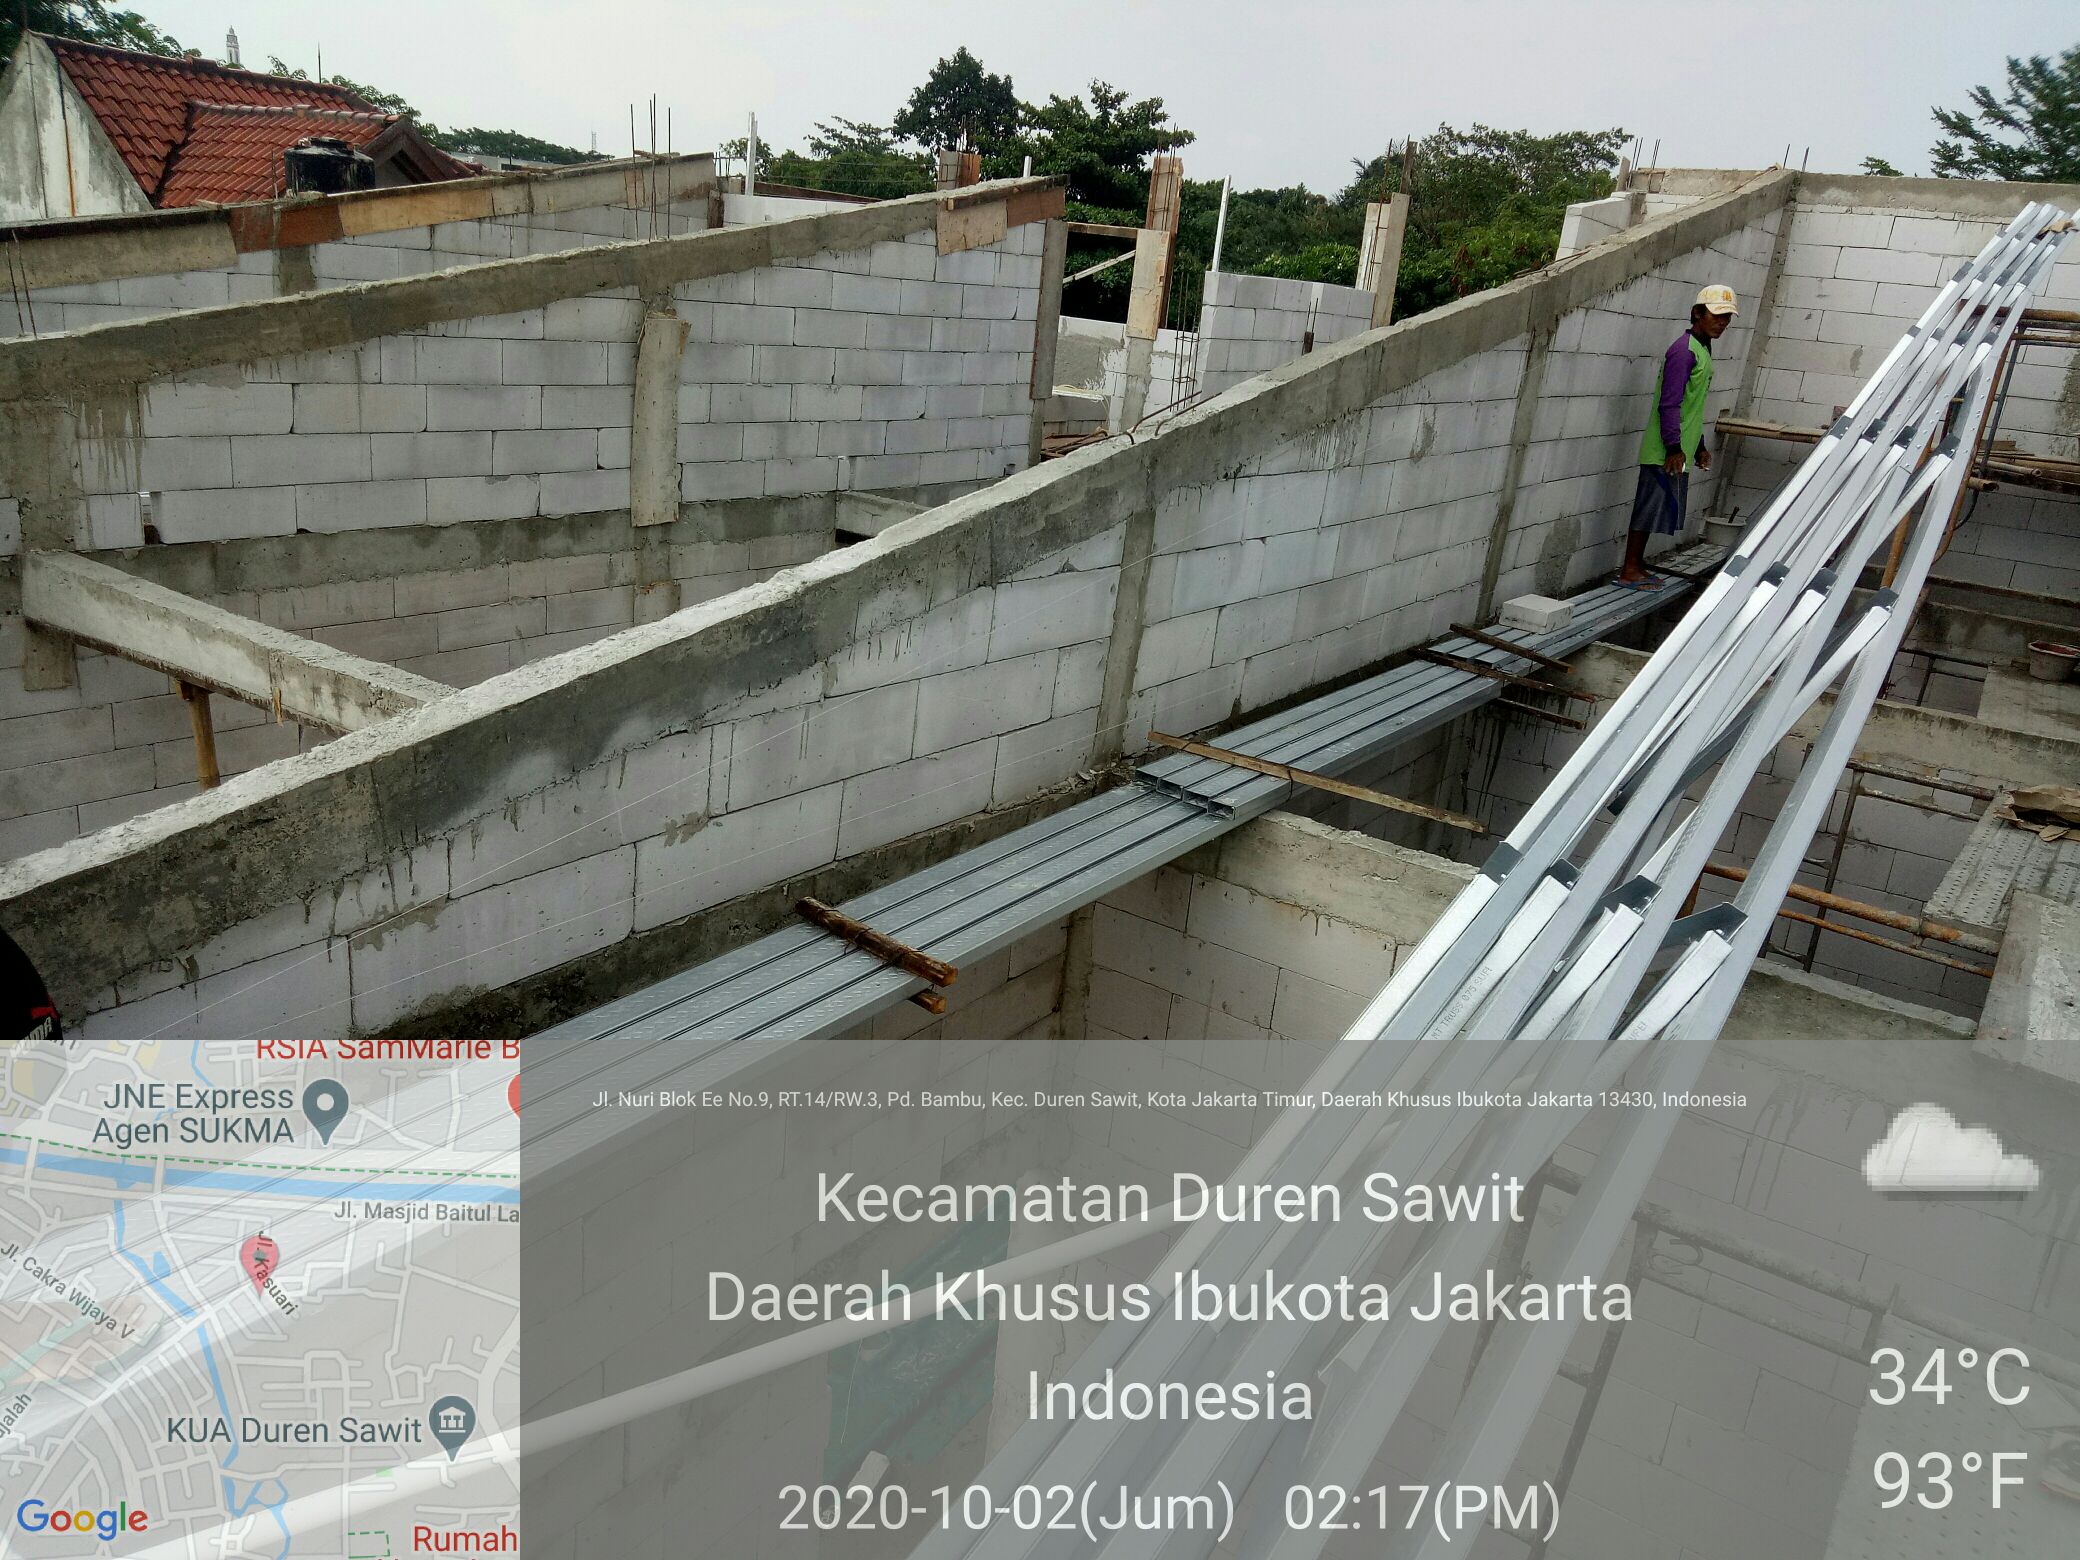 MT TRUSS 075
RSIA SamMarie B
JNE Express
Agen SUKMA
Jl. Masjid Baitul La
Jl. Kasuari
Jl. Cakra Wijaya V
KUA Duren Sawit
Google
Rumah
Jl. Nuri Blok Ee No.9, RT.14/RW.3, Pd. Bambu, Kec. Duren Sawit, Kota Jakarta Timur, Daerah Khusus Ibukota Jakarta 13430, Indonesia
Kecamatan Duren Sawit
Daerah Khusus Ibukota Jakarta
Indonesia
2020-10-02(Jum) 02:17(PM)
34°C
93°F